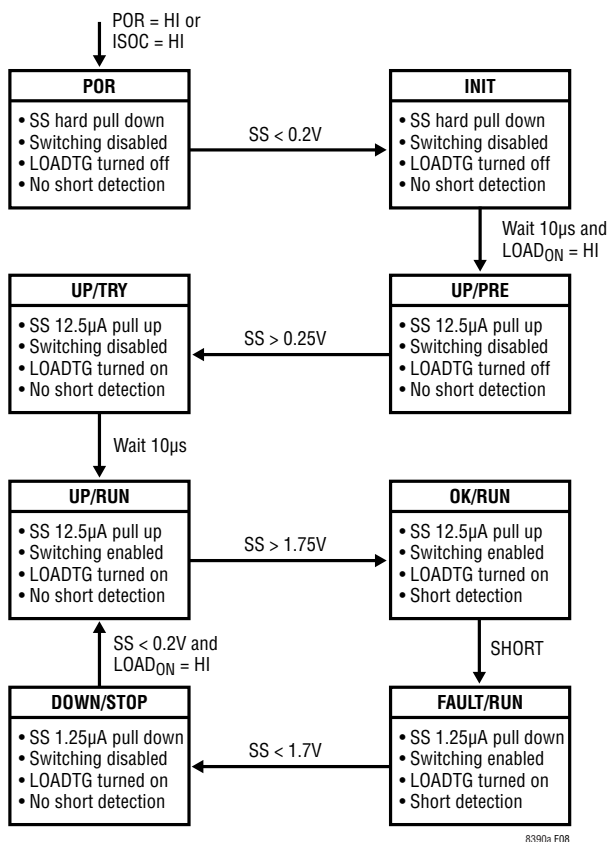 POR = HI or
ISOC = HI
POR
• SS hard pull down
• Switching disabled
• LOADTG turned off
• No short detection
SS < 0.2V
INIT
• SS hard pull down
• Switching disabled
• LOADTG turned off
• No short detection
Wait 10µs and
LOADON = HI
UP/PRE
• SS 12.5µA pull up
• Switching disabled
• LOADTG turned off
• No short detection
SS > 0.25V
UP/TRY
• SS 12.5µA pull up
• Switching disabled
• LOADTG turned on
• No short detection
Wait 10µs
UP/RUN
• SS 12.5µA pull up
• Switching enabled
• LOADTG turned on
• No short detection
SS > 1.75V
OK/RUN
• SS 12.5µA pull up
• Switching enabled
• LOADTG turned on
• Short detection
SHORT
FAULT/RUN
• SS 1.25µA pull down
• Switching enabled
• LOADTG turned on
• Short detection
SS < 1.7V
DOWN/STOP
• SS 1.25µA pull down
• Switching disabled
• LOADTG turned on
• No short detection
SS < 0.2V and
LOADON = HI
8390a F08